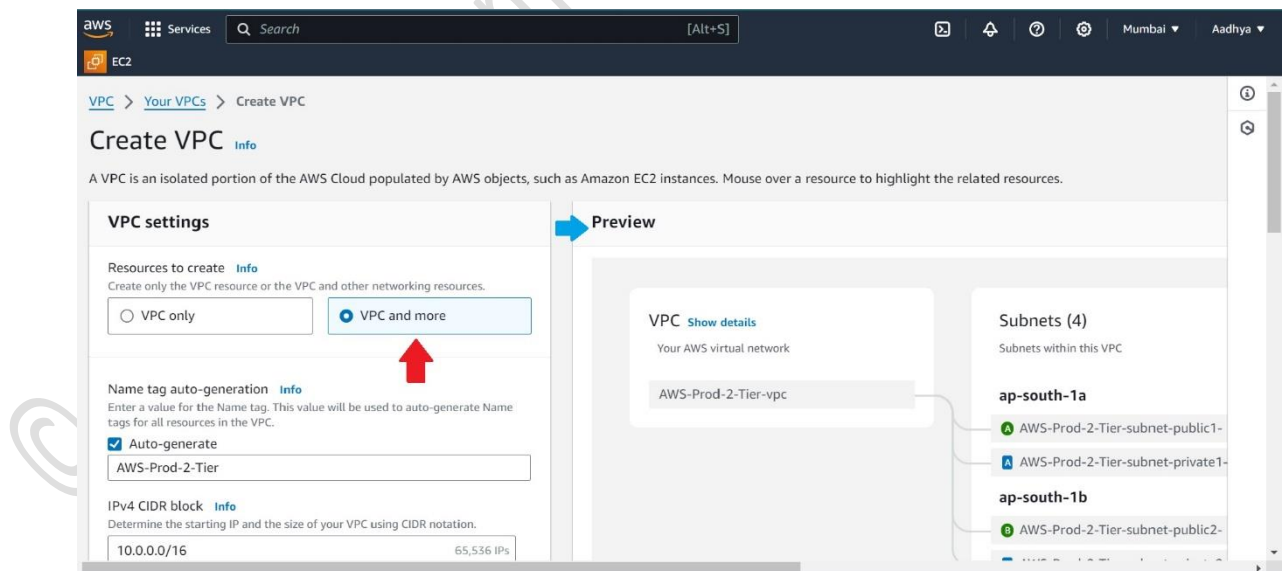 aws Services Search [Alt+S] Mumbai Aadhya
EC2
VPC > Your VPCs > Create VPC
Create VPC Info
A VPC is an isolated portion of the AWS Cloud populated by AWS objects, such as Amazon EC2 instances. Mouse over a resource to highlight the related resources.
VPC settings
Resources to create Info
Create only the VPC resource or the VPC and other networking resources.
VPC only
VPC and more
Name tag auto-generation Info
Enter a value for the Name tag. This value will be used to auto-generate Name
tags for all resources in the VPC.
Auto-generate
AWS-Prod-2-Tier
IPv4 CIDR block Info
Determine the starting IP and the size of your VPC using CIDR notation.
10.0.0.0/16 65,536 IPs
Preview
VPC Show details
Your AWS virtual network
AWS-Prod-2-Tier-vpc
Subnets (4)
Subnets within this VPC
ap-south-1a
A AWS-Prod-2-Tier-subnet-public1-
A AWS-Prod-2-Tier-subnet-private1-
ap-south-1b
B AWS-Prod-2-Tier-subnet-public2-